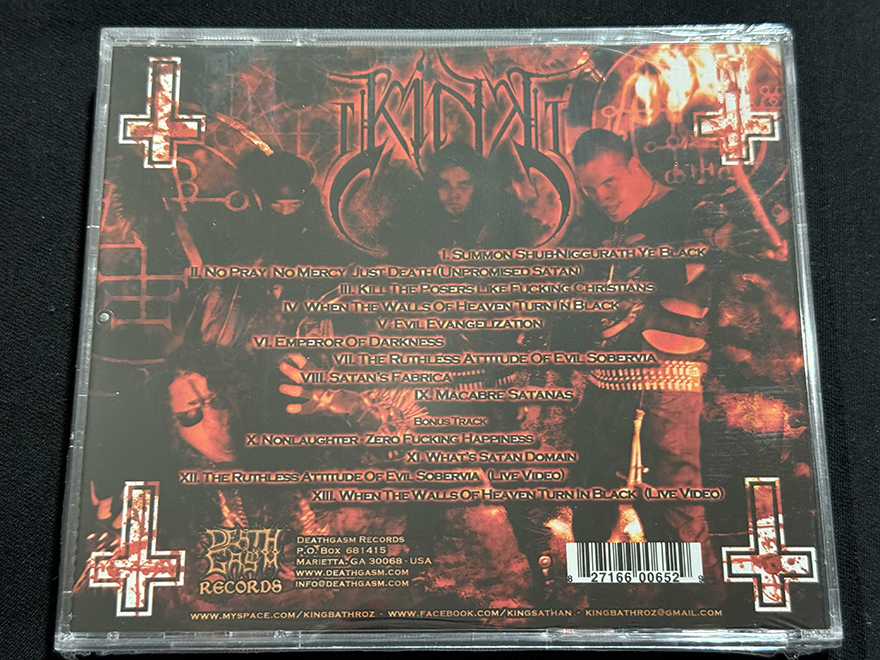 KING
I. Summon Shub-Niggurath Ye Black
II. No Pray, No Mercy, Just Death (Unpromised Satan)
III. Kill The Posers Like Fucking Christians
IV. When The Walls Of Heaven Turn In Black
V. Evil Evangelization
VI. Emperor Of Darkness
VII. The Ruthless Attitude Of Evil Sobervia
VIII. Satan's Fabrica
IX. Macabre Satanas
Bonus Track
X. Nonlaughter - Zero Fucking Happiness
XI. What's Satan Domain
XII. The Ruthless Attitude Of Evil Sobervia (Live Video)
XIII. When The Walls Of Heaven Turn In Black (Live Video)
DEATH GASM RECORDS
Deathgasm Records
P.O. Box 681415
Marietta, GA 30068 - USA
www.deathgasm.com
info@deathgasm.com
8 27166 00652 8
www.myspace.com/kingbathroz - www.facebook.com/kingsathan - kingbathroz@gmail.com